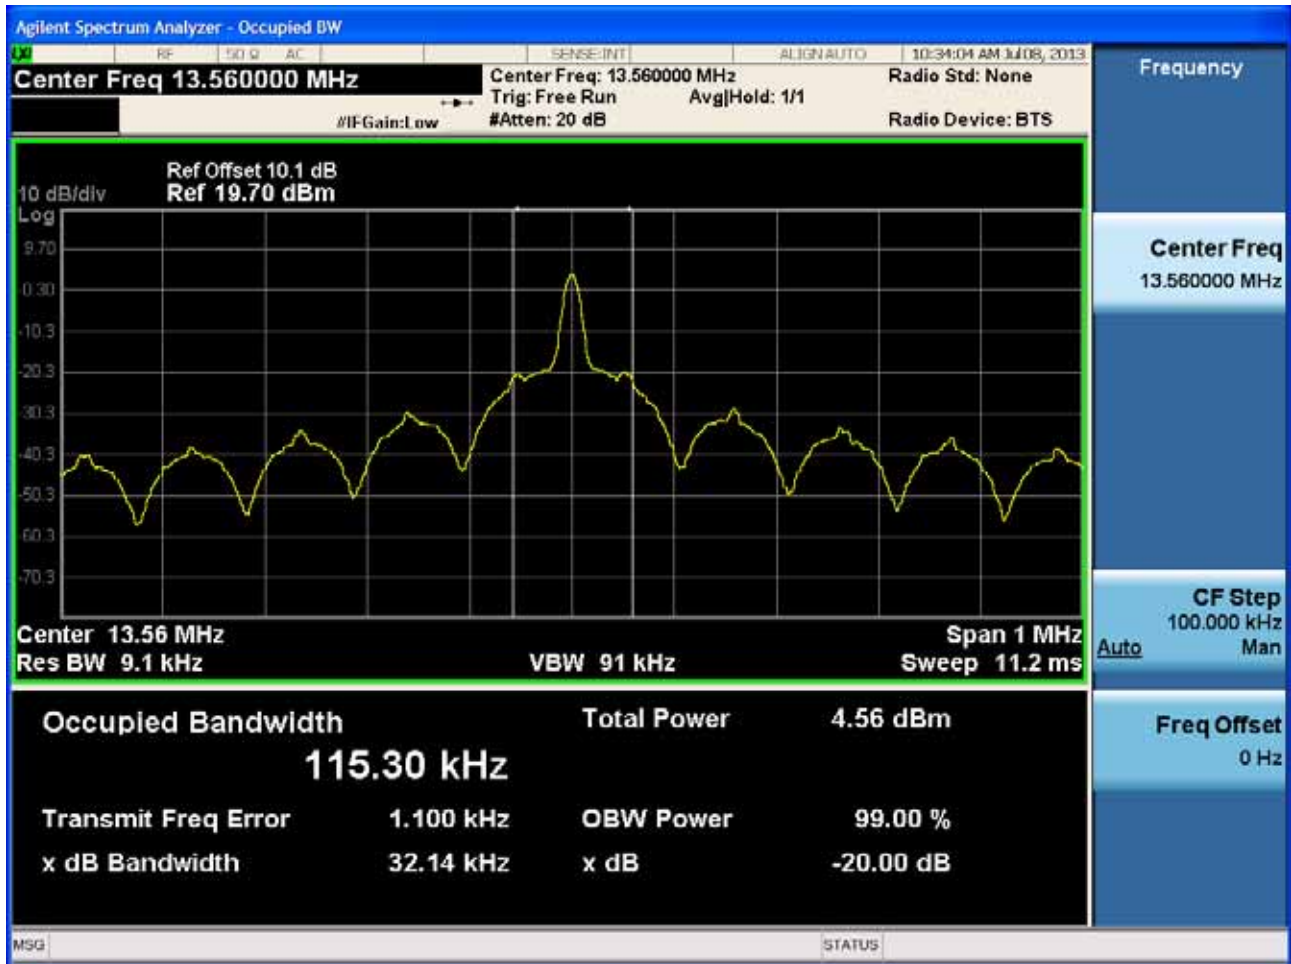 Agilent Spectrum Analyzer - Occupied BW
LXI RF 50 Ω AC SENSE:INT ALIGN AUTO 10:34:04 AM Jul 08, 2013
Center Freq 13.560000 MHz
#IFGain:Low
Center Freq: 13.560000 MHz
Trig: Free Run Avg|Hold: 1/1
#Atten: 20 dB
Radio Std: None
Radio Device: BTS
Ref Offset 10.1 dB
10 dB/div Ref 19.70 dBm
Log
9.70
-0.30
-10.3
-20.3
-30.3
-40.3
-50.3
-60.3
-70.3
Center 13.56 MHz Span 1 MHz
Res BW 9.1 kHz VBW 91 kHz Sweep 11.2 ms
Occupied Bandwidth Total Power 4.56 dBm
115.30 kHz
Transmit Freq Error 1.100 kHz OBW Power 99.00 %
x dB Bandwidth 32.14 kHz x dB -20.00 dB
MSG STATUS
Frequency
Center Freq
13.560000 MHz
CF Step
100.000 kHz
Auto Man
Freq Offset
0 Hz